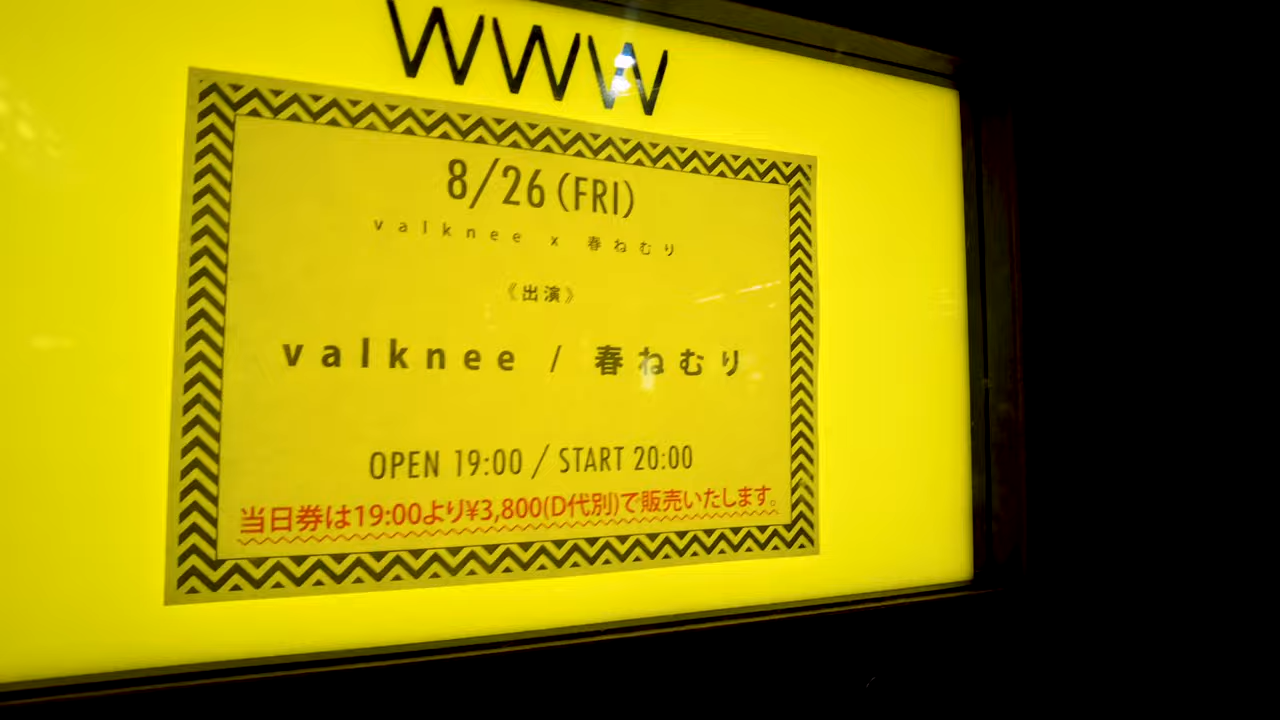 WWW
8/26(FRI)
valknee x 春ねむり
《出演》
valknee / 春ねむり
OPEN 19:00 / START 20:00
当日券は19:00より¥3,800(D代別)で販売いたします。